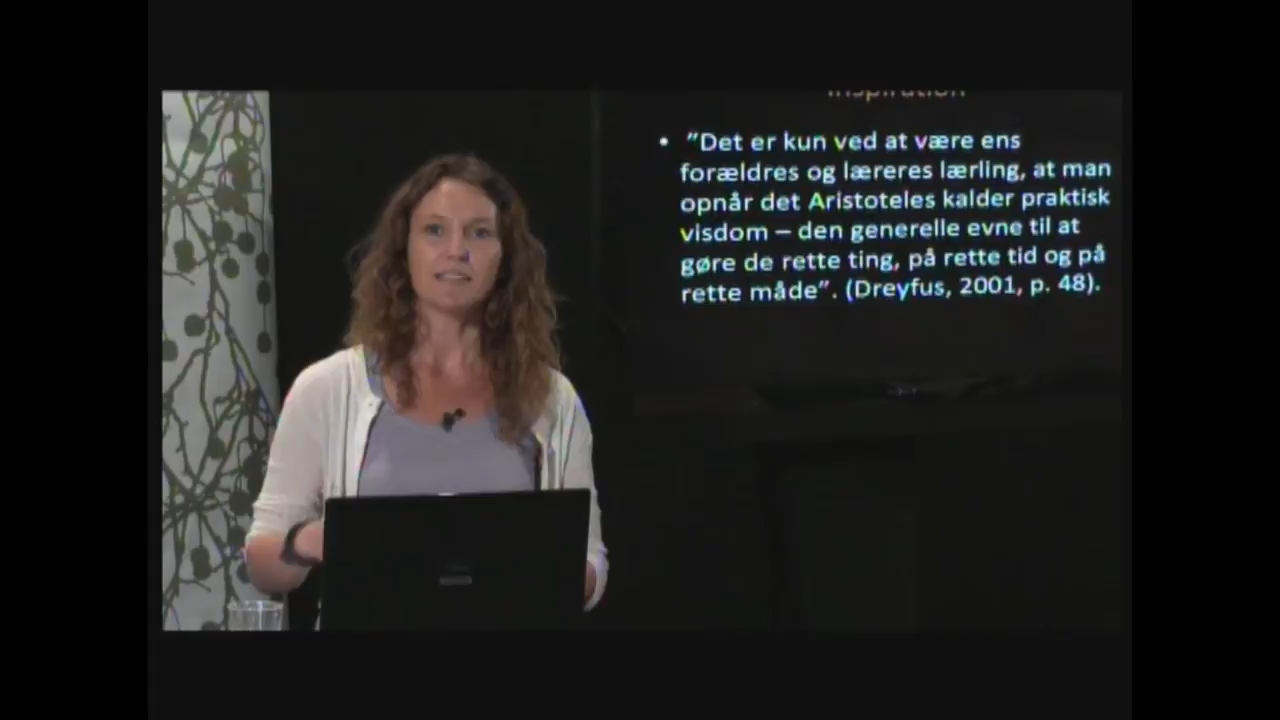 Inspiration
• ”Det er kun ved at være ens
forældres og læreres lærling, at man
opnår det Aristoteles kalder praktisk
visdom – den generelle evne til at
gøre de rette ting, på rette tid og på
rette måde”. (Dreyfus, 2001, p. 48).